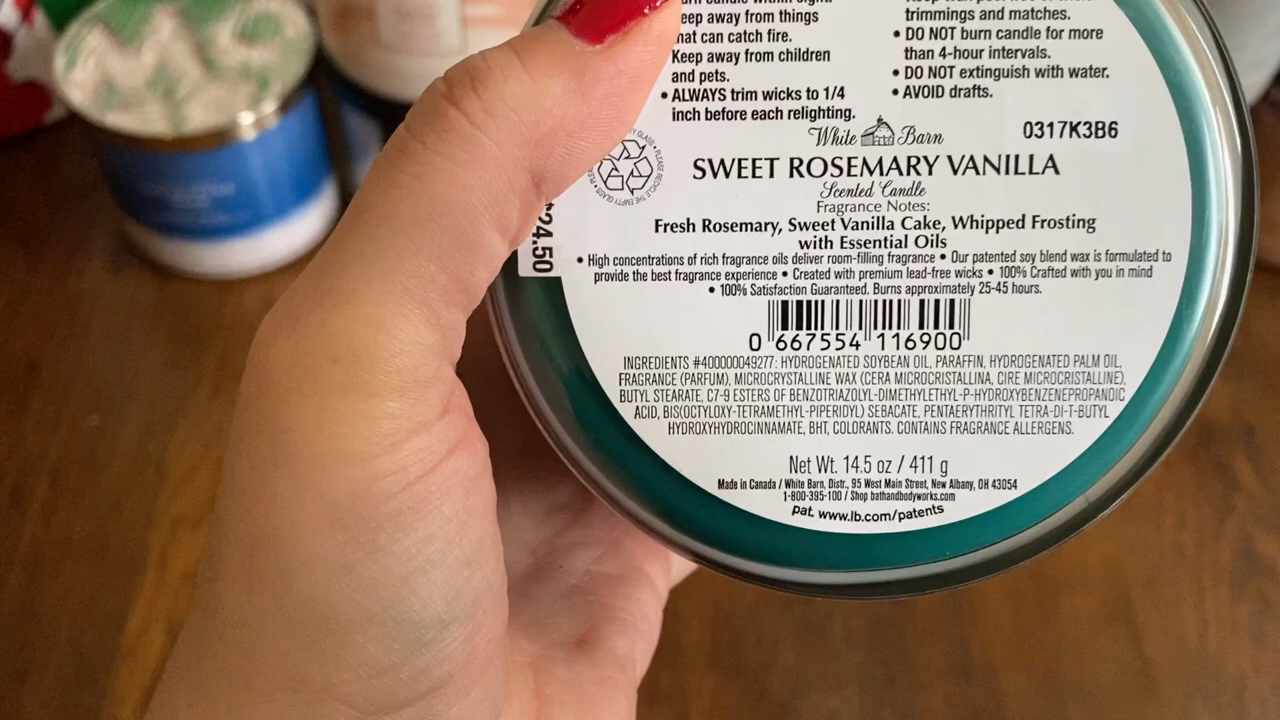 eep away from things
hat can catch fire.
Keep away from children
and pets.
• ALWAYS trim wicks to 1/4
inch before each relighting.
trimmings and matches.
• DO NOT burn candle for more
than 4-hour intervals.
• DO NOT extinguish with water.
• AVOID drafts.
White Barn
0317K3B6
SWEET ROSEMARY VANILLA
Scented Candle
Fragrance Notes:
Fresh Rosemary, Sweet Vanilla Cake, Whipped Frosting
with Essential Oils
• High concentrations of rich fragrance oils deliver room-filling fragrance • Our patented soy blend wax is formulated to
provide the best fragrance experience • Created with premium lead-free wicks • 100% Crafted with you in mind
• 100% Satisfaction Guaranteed. Burns approximately 25-45 hours.
0 667554 116900
INGREDIENTS #400000049277: HYDROGENATED SOYBEAN OIL, PARAFFIN, HYDROGENATED PALM OIL,
FRAGRANCE (PARFUM), MICROCRYSTALLINE WAX (CERA MICROCRISTALLINA, CIRE MICROCRISTALLINE),
BUTYL STEARATE, C7-9 ESTERS OF BENZOTRIAZOLYL-DIMETHYLETHYL-P-HYDROXYBENZENEPROPANOIC
ACID, BIS(OCTYLOXY-TETRAMETHYL-PIPERIDYL) SEBACATE, PENTAERYTHRITYL TETRA-DI-T-BUTYL
HYDROXYHYDROCINNAMATE, BHT, COLORANTS. CONTAINS FRAGRANCE ALLERGENS.
Net Wt. 14.5 oz / 411 g
Made in Canada / White Barn, Distr., 95 West Main Street, New Albany, OH 43054
1-800-395-100 / Shop bathandbodyworks.com
Pat. www.lb.com/patents
PLEASE RECYCLE THE EMPTY GLASS
24.50